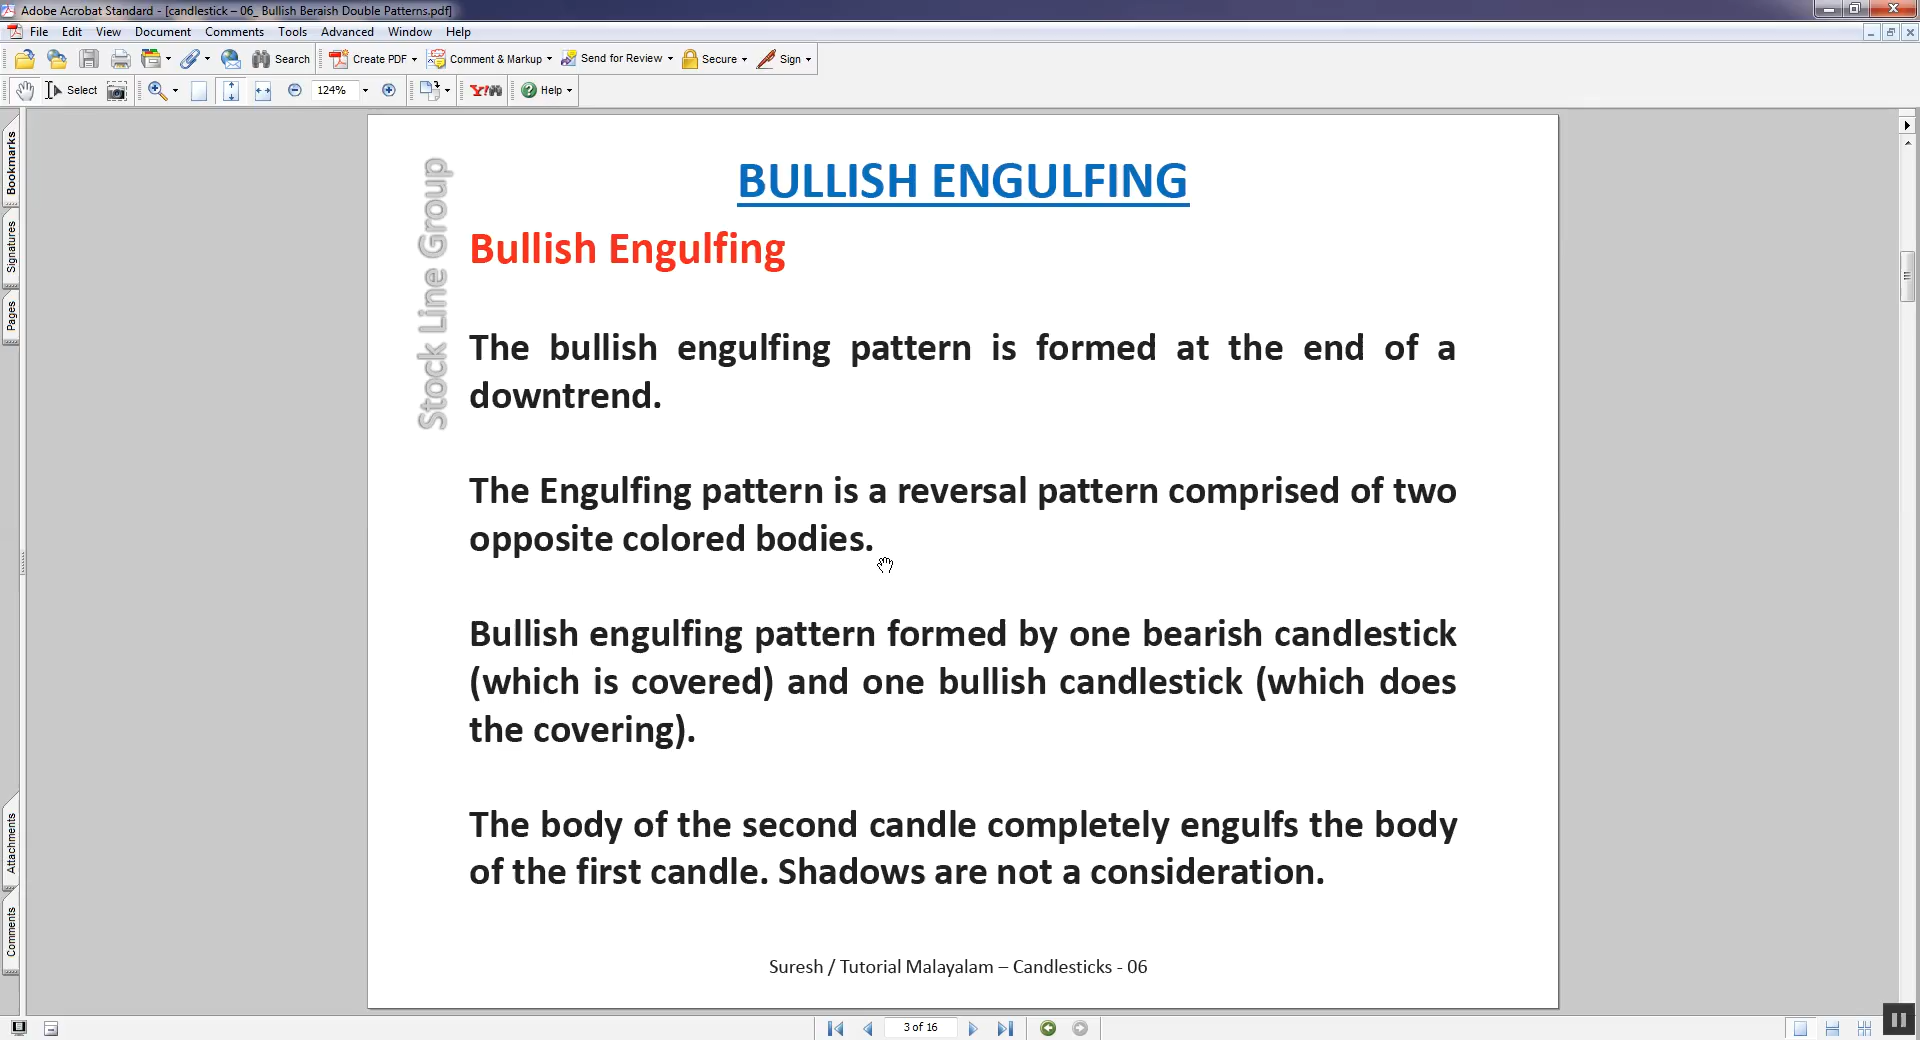 Adobe Acrobat Standard - [candlestick – 06_ Bullish Beraish Double Patterns.pdf]
File Edit View Document Comments Tools Advanced Window Help
Search Create PDF Comment & Markup Send for Review Secure Sign
Select 124% Y! Help
Bookmarks
Signatures
Pages
Attachments
Comments
Stock Line Group
BULLISH ENGULFING
Bullish Engulfing
The bullish engulfing pattern is formed at the end of a
downtrend.
The Engulfing pattern is a reversal pattern comprised of two
opposite colored bodies.
Bullish engulfing pattern formed by one bearish candlestick
(which is covered) and one bullish candlestick (which does
the covering).
The body of the second candle completely engulfs the body
of the first candle. Shadows are not a consideration.
Suresh / Tutorial Malayalam – Candlesticks - 06
3 of 16